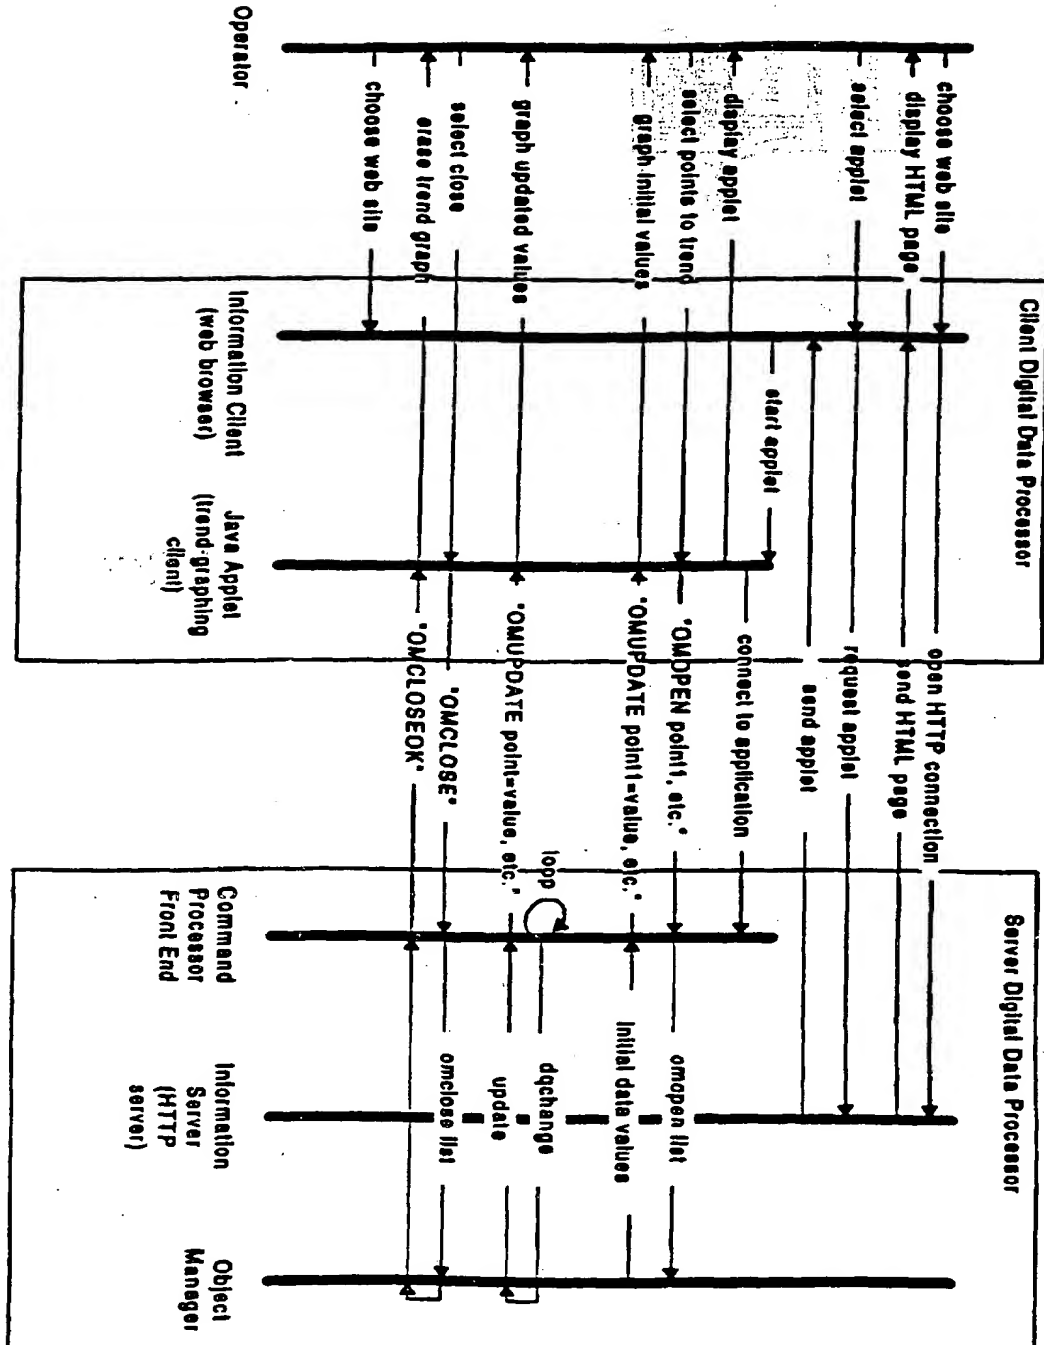 Client Digital Data Processor
Server Digital Data Processor
choose web site
open HTTP connection
display HTML page
send HTML page
select applet
request applet
send applet
start applet
connect to application
display applet
select points to trend
"OMOPEN point1, etc."
omopen list
graph initial values
"OMUPDATE point1=value, etc."
initial data values
loop
dqchange
graph updated values
"OMUPDATE point=value, etc."
update
select close
"OMCLOSE"
omclose list
erase trend graph
"OMCLOSEOK"
choose web site
Operator
Information Client
(web browser)
Java Applet
(trend-graphing
client)
Command
Processor
Front End
Information
Server
(HTTP
server)
Object
Manager